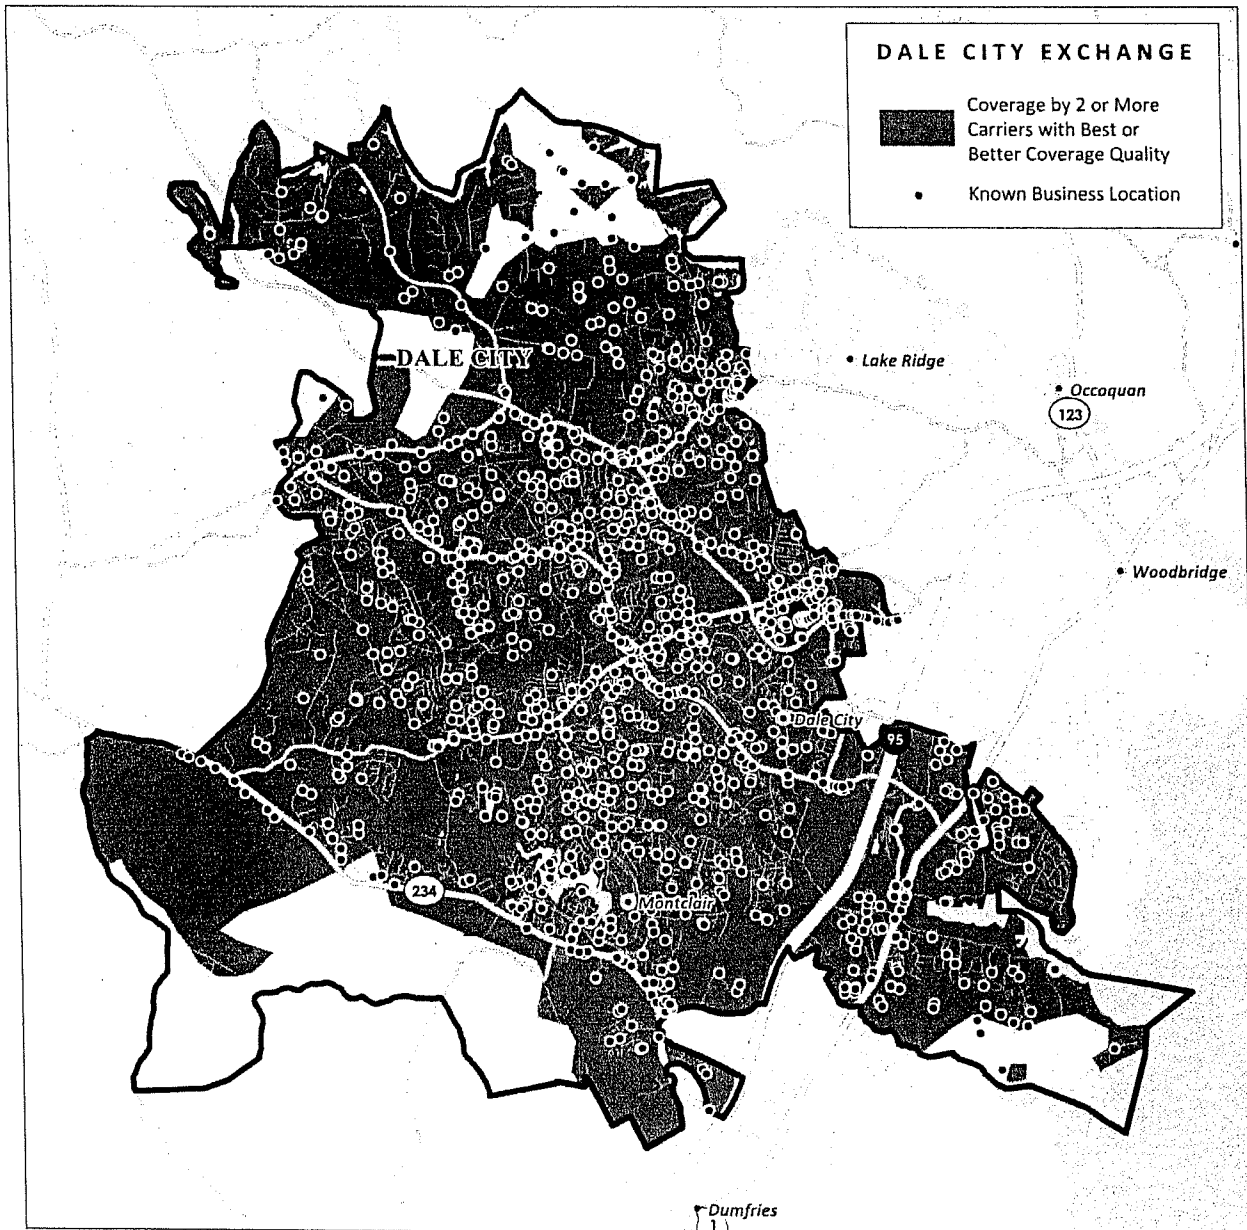 DALE CITY EXCHANGE
Coverage by 2 or More
Carriers with Best or
Better Coverage Quality
Known Business Location
DALE CITY
Lake Ridge
Occoquan
123
Woodbridge
Dale City
95
234
Montclair
Dumfries
1